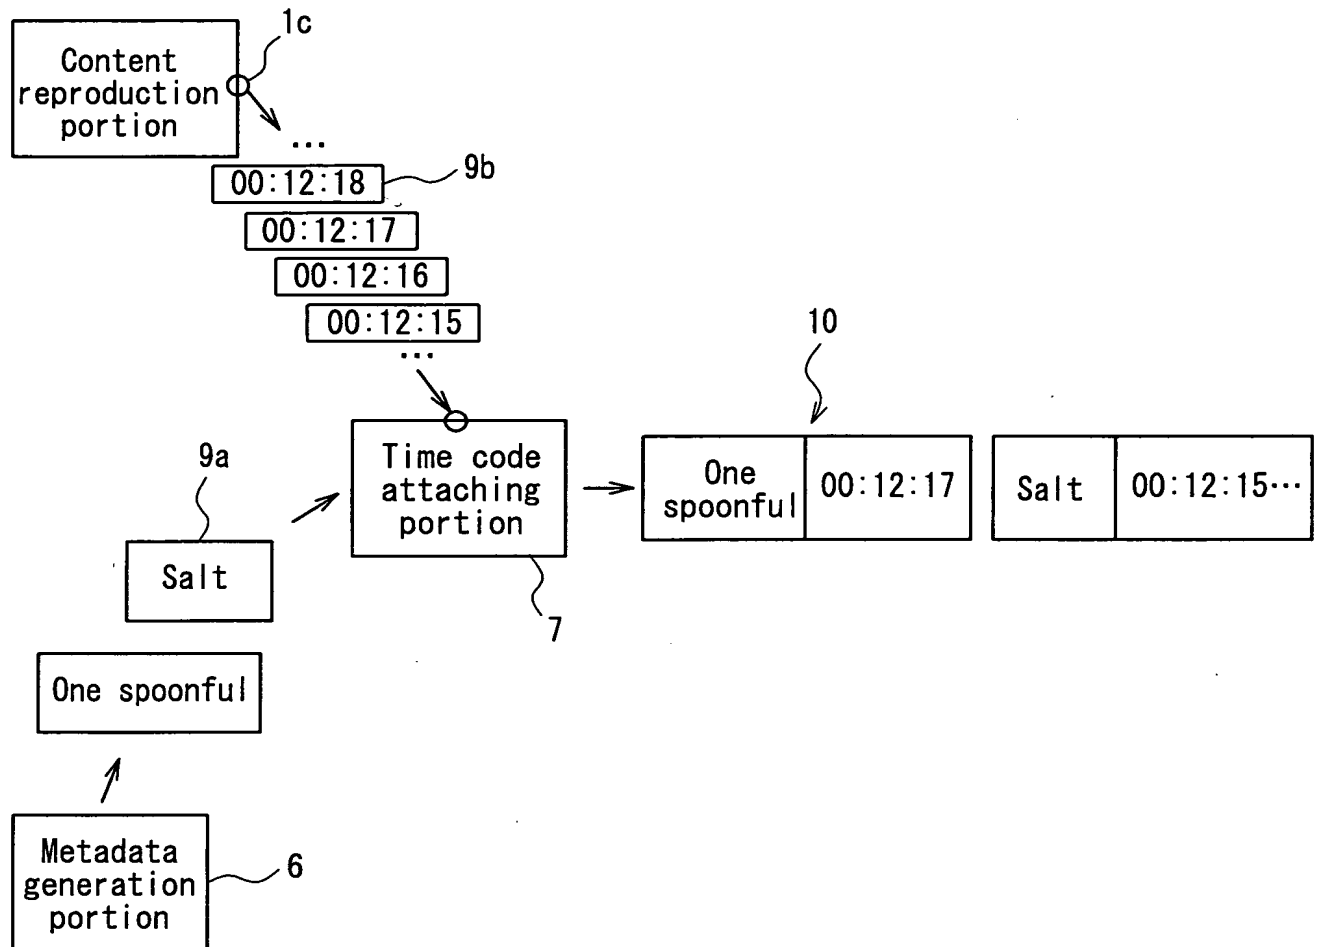 1c
Content
reproduction
portion
...
00:12:18
9b
00:12:17
00:12:16
00:12:15
...
10
Time code
attaching
portion
One
spoonful
00:12:17
Salt
00:12:15...
9a
Salt
7
One spoonful
Metadata
generation
portion
6